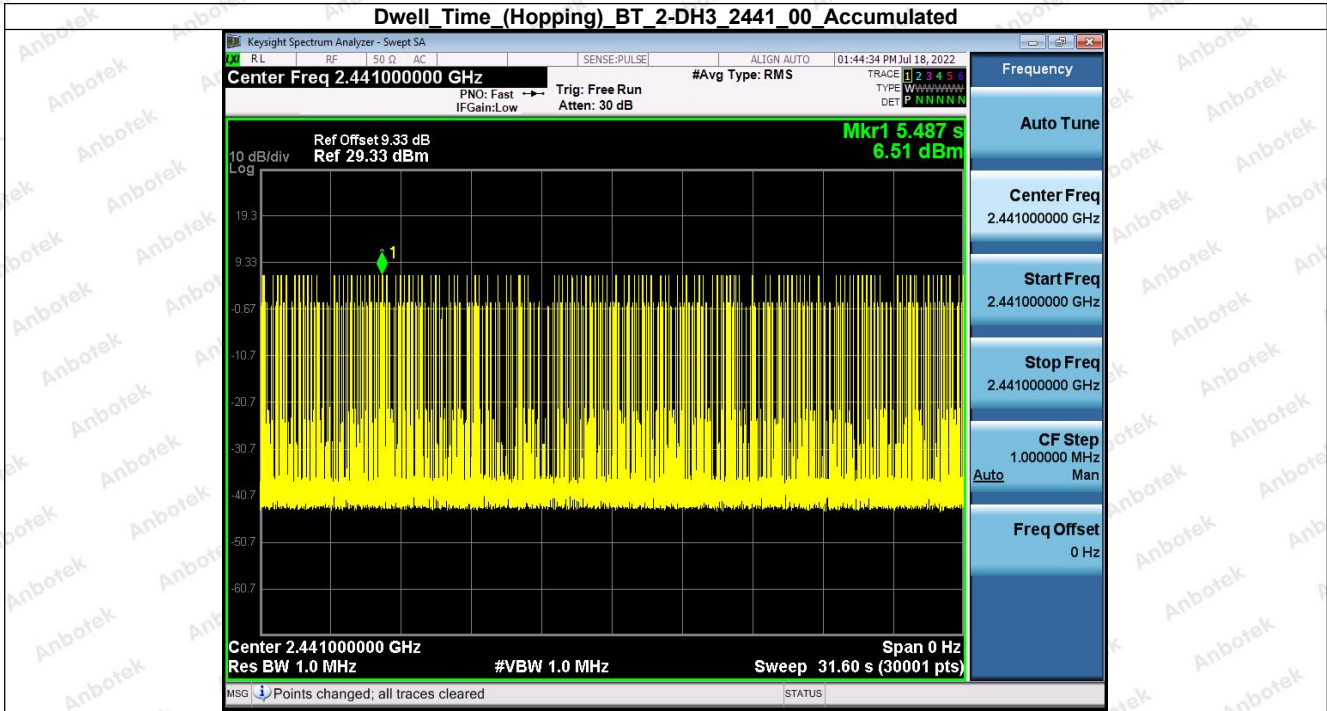 Dwell_Time_(Hopping)_BT_2-DH3_2441_00_Accumulated
Keysight Spectrum Analyzer - Swept SA
LXI RL RF 50 Ω AC SENSE:PULSE ALIGN AUTO 01:44:34 PM Jul 18, 2022
Center Freq 2.441000000 GHz
PNO: Fast
IFGain:Low
Trig: Free Run
Atten: 30 dB
#Avg Type: RMS
TRACE 1 2 3 4 5 6
TYPE WWWWWW
DET P N N N N N
Mkr1 5.487 s
6.51 dBm
Ref Offset 9.33 dB
10 dB/div Ref 29.33 dBm
Log
1
19.3
9.33
-0.67
-10.7
-20.7
-30.7
-40.7
-50.7
-60.7
Center 2.441000000 GHz Span 0 Hz
Res BW 1.0 MHz #VBW 1.0 MHz Sweep 31.60 s (30001 pts)
MSG Points changed; all traces cleared STATUS
Frequency
Auto Tune
Center Freq
2.441000000 GHz
Start Freq
2.441000000 GHz
Stop Freq
2.441000000 GHz
CF Step
1.000000 MHz
Auto Man
Freq Offset
0 Hz
Anbotek